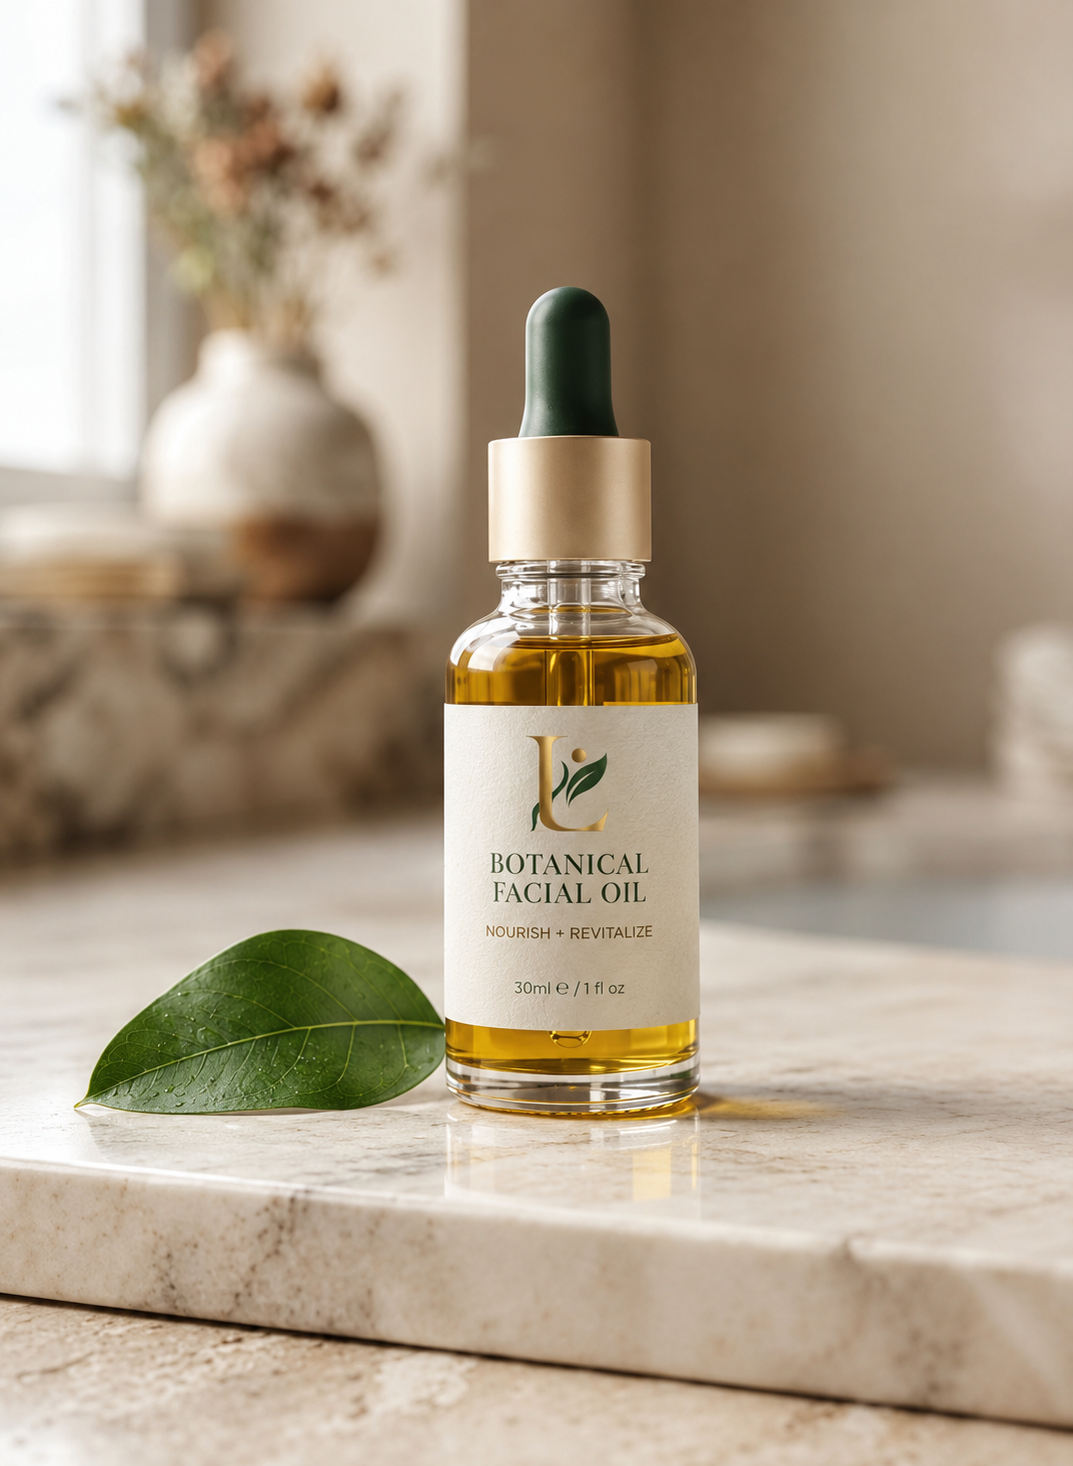 L
BOTANICAL
FACIAL OIL
NOURISH + REVITALIZE
30ml ℮ / 1 fl oz